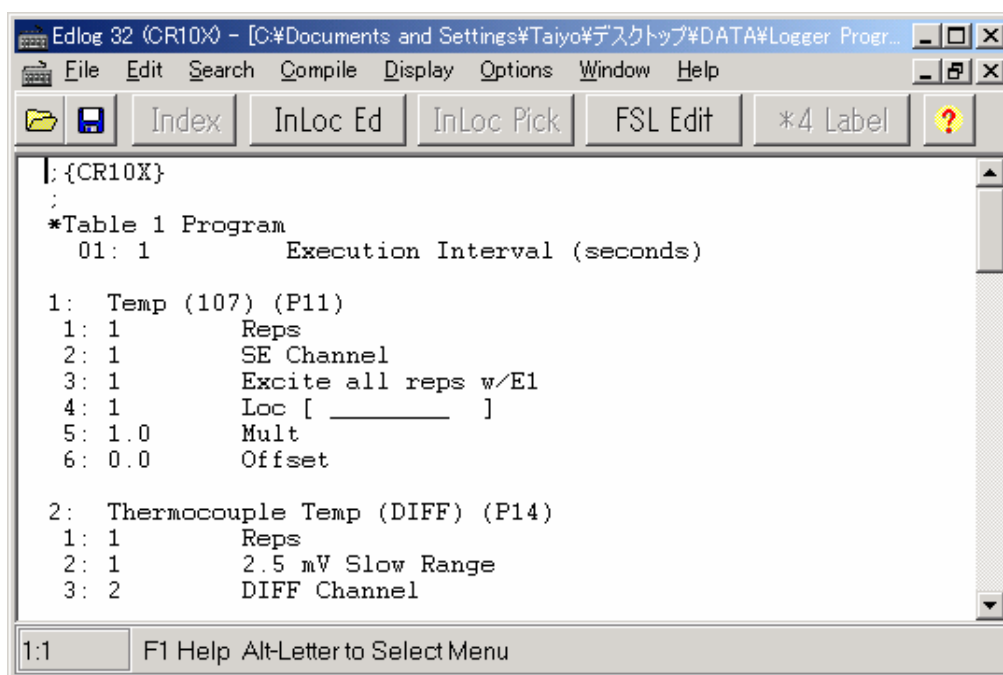 Edlog 32 (CR10X) - [C:¥Documents and Settings¥Taiyo¥デスクトップ¥DATA¥Logger Progr...
File Edit Search Compile Display Options Window Help
Index InLoc Ed InLoc Pick FSL Edit *4 Label ?
;{CR10X}
;
*Table 1 Program
01: 1 Execution Interval (seconds)
1: Temp (107) (P11)
1: 1 Reps
2: 1 SE Channel
3: 1 Excite all reps w/E1
4: 1 Loc [ _________ ]
5: 1.0 Mult
6: 0.0 Offset
2: Thermocouple Temp (DIFF) (P14)
1: 1 Reps
2: 1 2.5 mV Slow Range
3: 2 DIFF Channel
1:1 F1 Help Alt-Letter to Select Menu